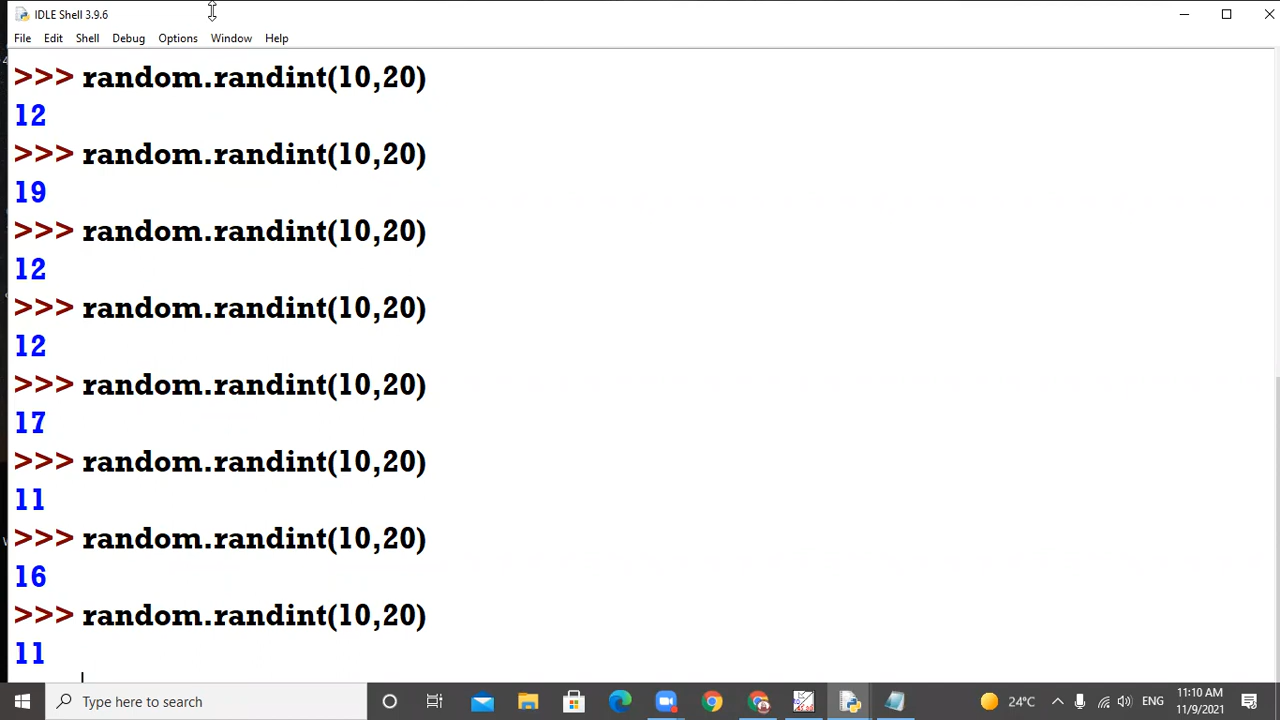 IDLE Shell 3.9.6
File Edit Shell Debug Options Window Help
>>> random.randint(10,20)
12
>>> random.randint(10,20)
19
>>> random.randint(10,20)
12
>>> random.randint(10,20)
12
>>> random.randint(10,20)
17
>>> random.randint(10,20)
11
>>> random.randint(10,20)
16
>>> random.randint(10,20)
11
Type here to search
24°C
ENG
11:10 AM
11/9/2021